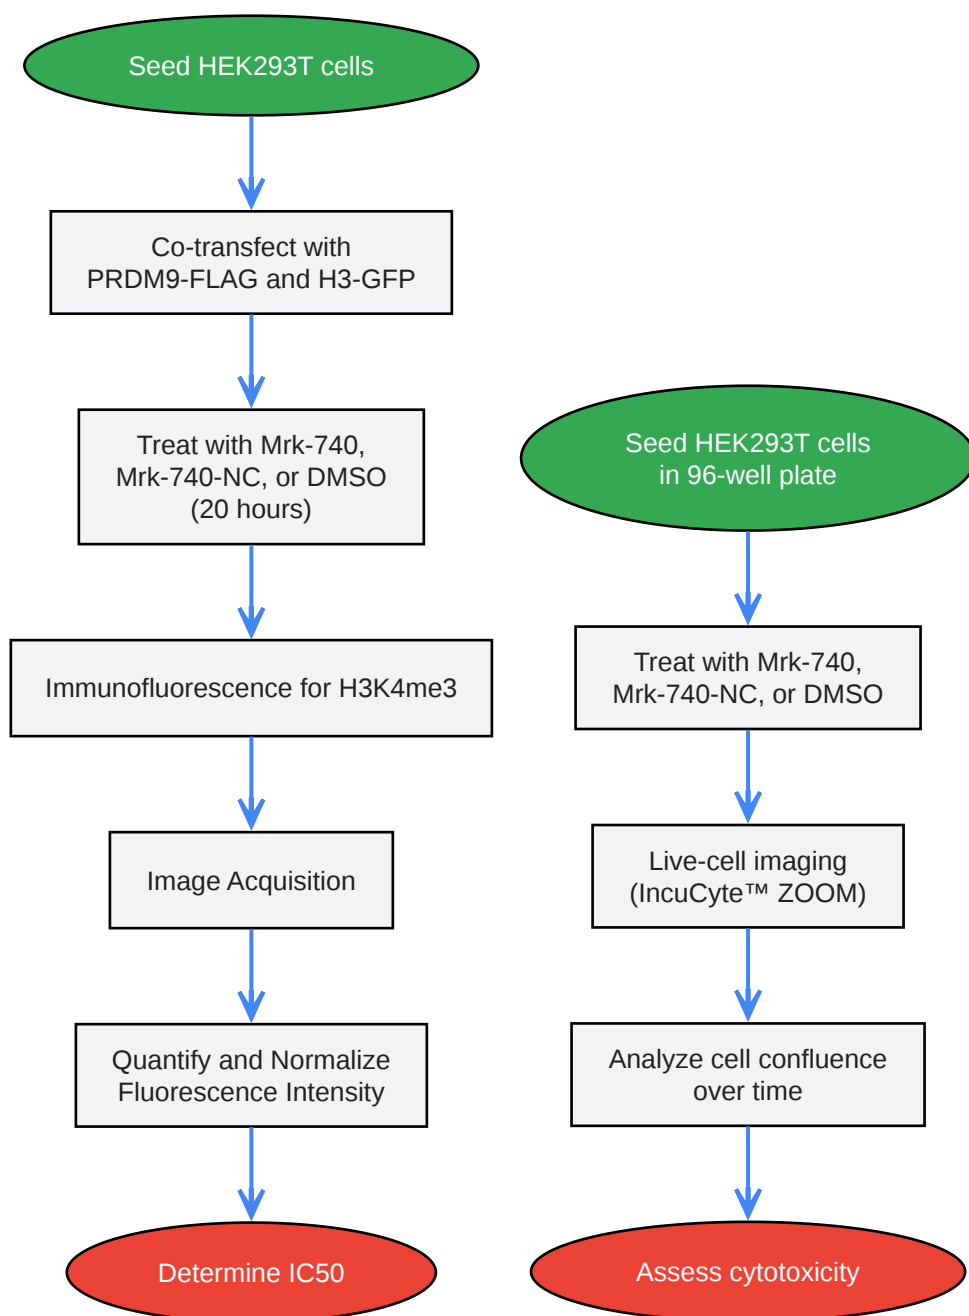 Seed HEK293T cells
Co-transfect with
PRDM9-FLAG and H3-GFP
Treat with Mrk-740,
Mrk-740-NC, or DMSO
(20 hours)
Immunofluorescence for H3K4me3
Image Acquisition
Quantify and Normalize
Fluorescence Intensity
Determine IC50
Seed HEK293T cells
in 96-well plate
Treat with Mrk-740,
Mrk-740-NC, or DMSO
Live-cell imaging
(IncuCyte™ ZOOM)
Analyze cell confluence
over time
Assess cytotoxicity